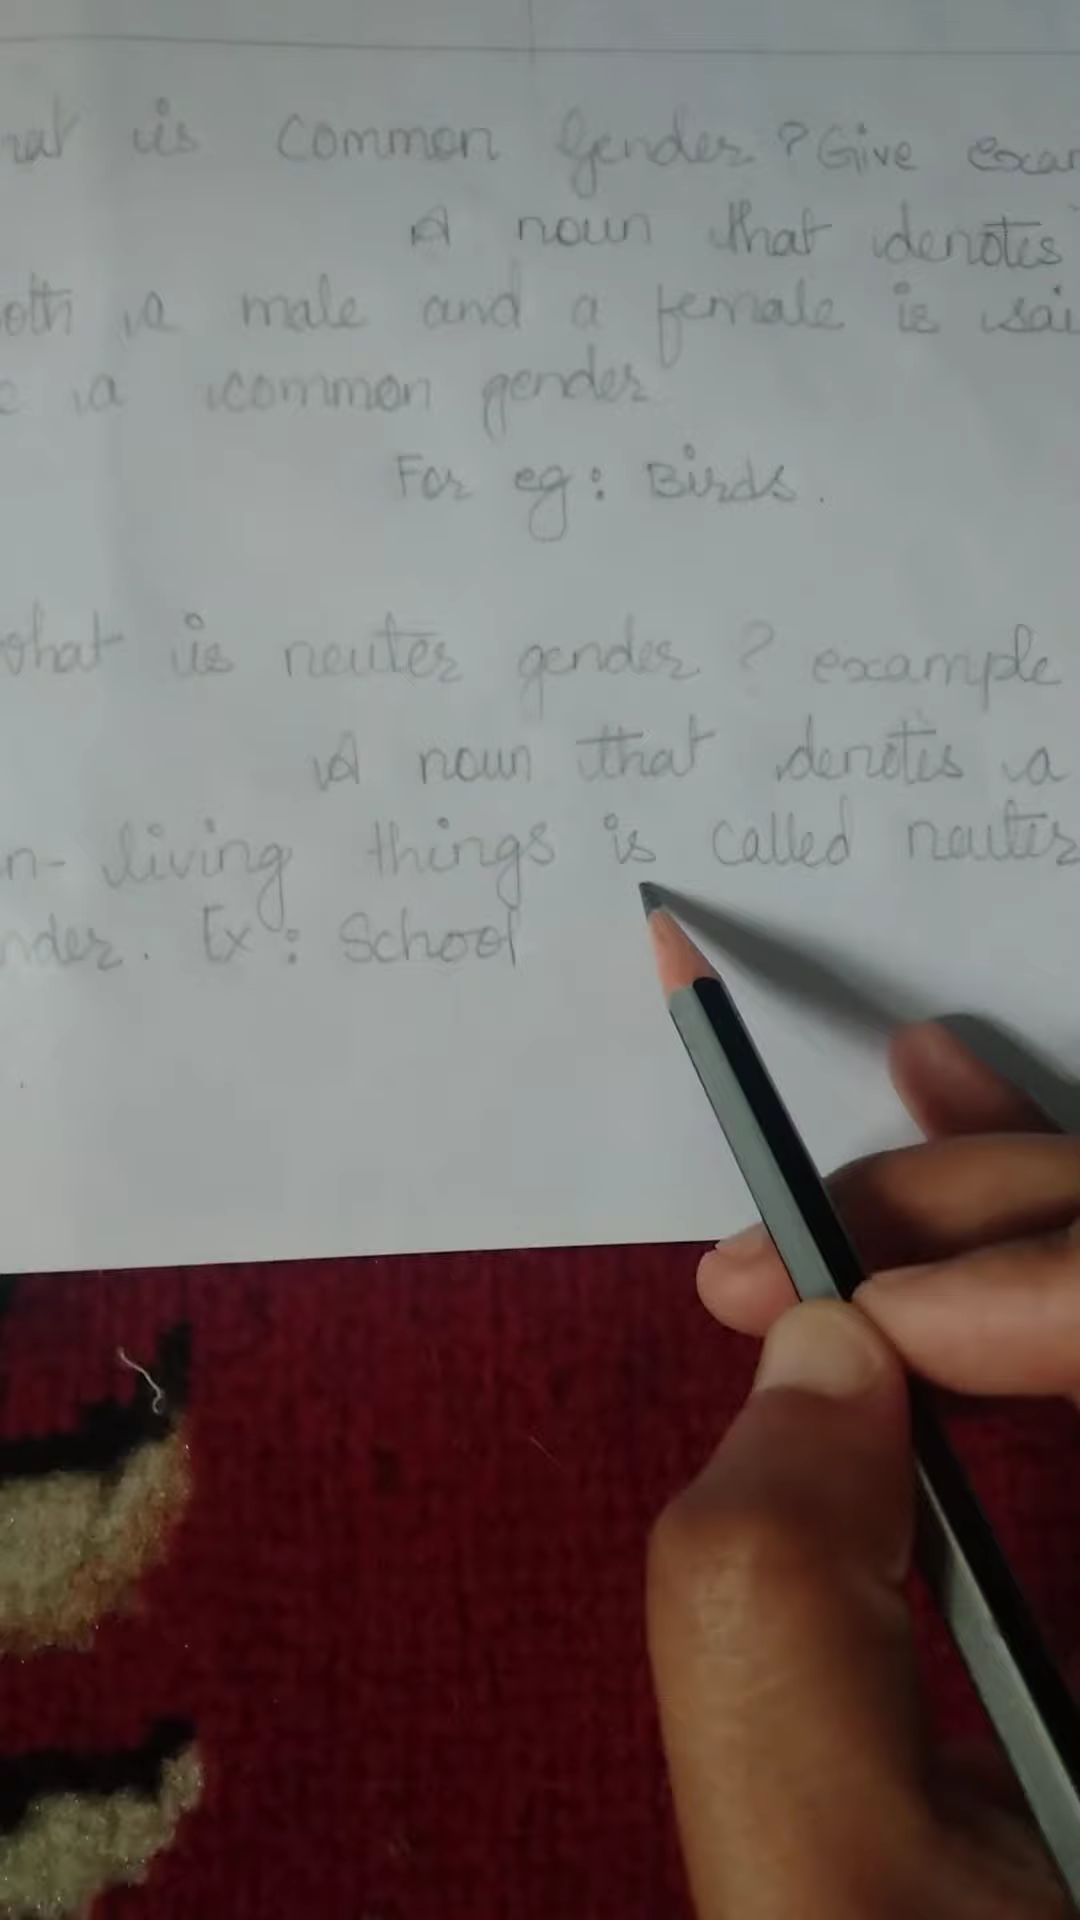 is common Gender ? Give
A noun that denotes
a male and a female is
a common gender
For eg : Birds .
is neuter gender ? example
A noun that denotes a
living things is called neuter
Ex : School